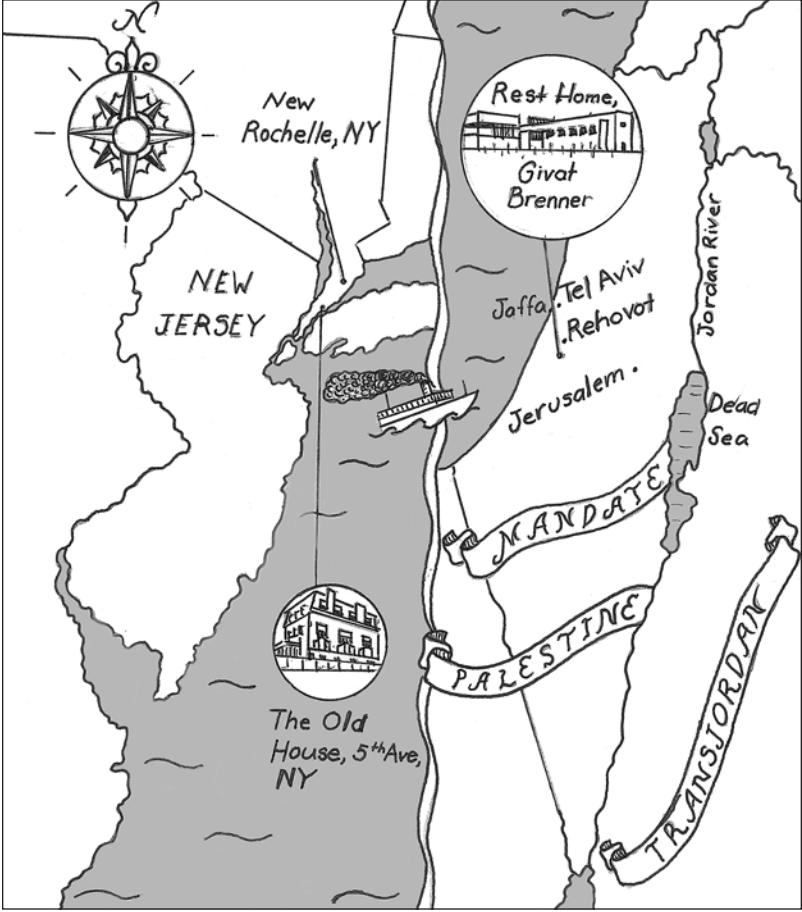 N
New
Rochelle, NY
NEW
JERSEY
The Old
House, 5th Ave,
NY
Rest Home,
Givat
Brenner
Jordan River
Jaffa
Tel Aviv
Rehovot
Jerusalem
Dead
Sea
MANDATE
PALESTINE
TRANSJORDAN